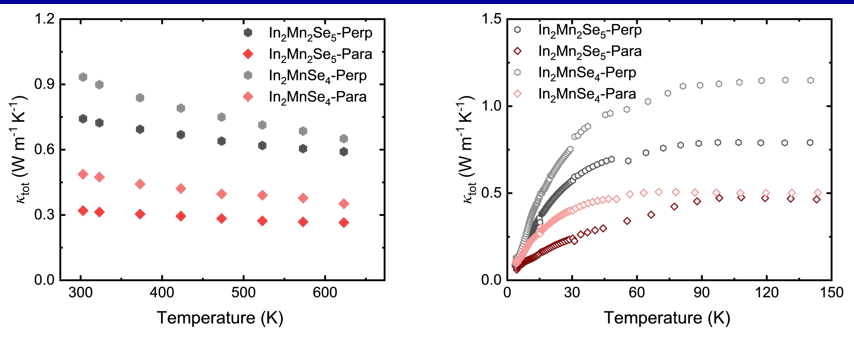 1.2
0.9
0.6
0.3
0.0
κtot (W m-1 K-1)
In2Mn2Se5-Perp
In2Mn2Se5-Para
In2MnSe4-Perp
In2MnSe4-Para
300 400 500 600
Temperature (K)
1.5
1.0
0.5
0.0
κtot (W m-1 K-1)
In2Mn2Se5-Perp
In2Mn2Se5-Para
In2MnSe4-Perp
In2MnSe4-Para
0 30 60 90 120 150
Temperature (K)